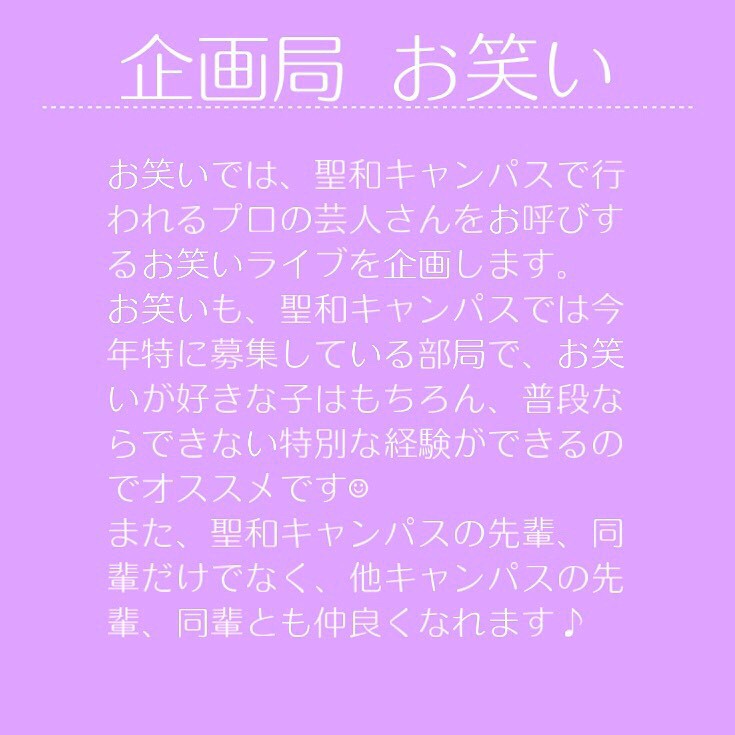 企画局 お笑い
お笑いでは、聖和キャンパスで行
われるプロの芸人さんをお呼びす
るお笑いライブを企画します。
お笑いも、聖和キャンパスでは今
年特に募集している部局で、お笑
いが好きな子はもちろん、普段な
らできない特別な経験ができるの
でオススメです☺
また、聖和キャンパスの先輩、同
輩だけでなく、他キャンパスの先
輩、同輩とも仲良くなれます♪